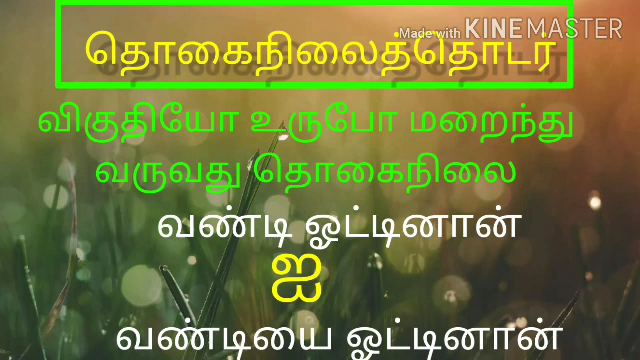 Made with KINEMASTER
தொகைநிலைத்தொடர்
விகுதியோ உருபோ மறைந்து
வருவது தொகைநிலை
வண்டி ஓட்டினான்
ஐ
வண்டியை ஓட்டினான்